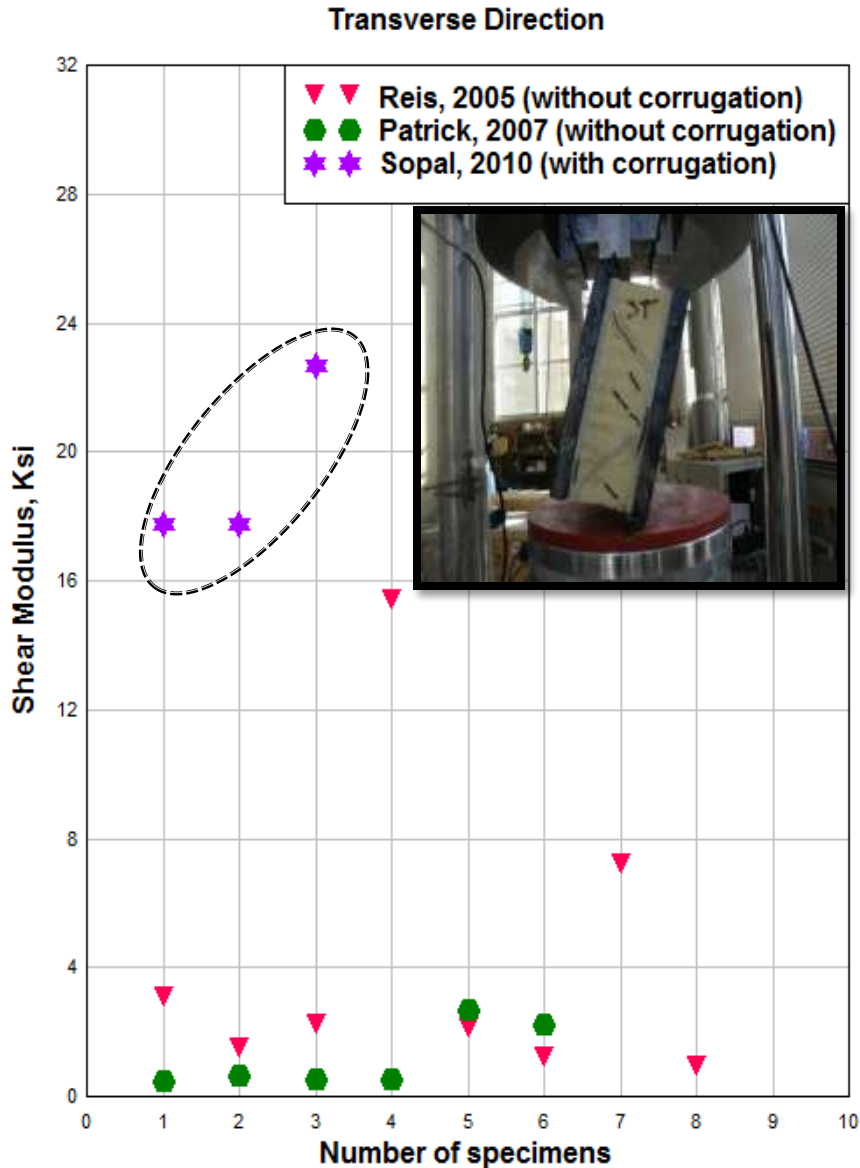 Transverse Direction
Reis, 2005 (without corrugation)
Patrick, 2007 (without corrugation)
Sopal, 2010 (with corrugation)
3T
Shear Modulus, Ksi
32
28
24
20
16
12
8
4
0
0 1 2 3 4 5 6 7 8 9 10
Number of specimens